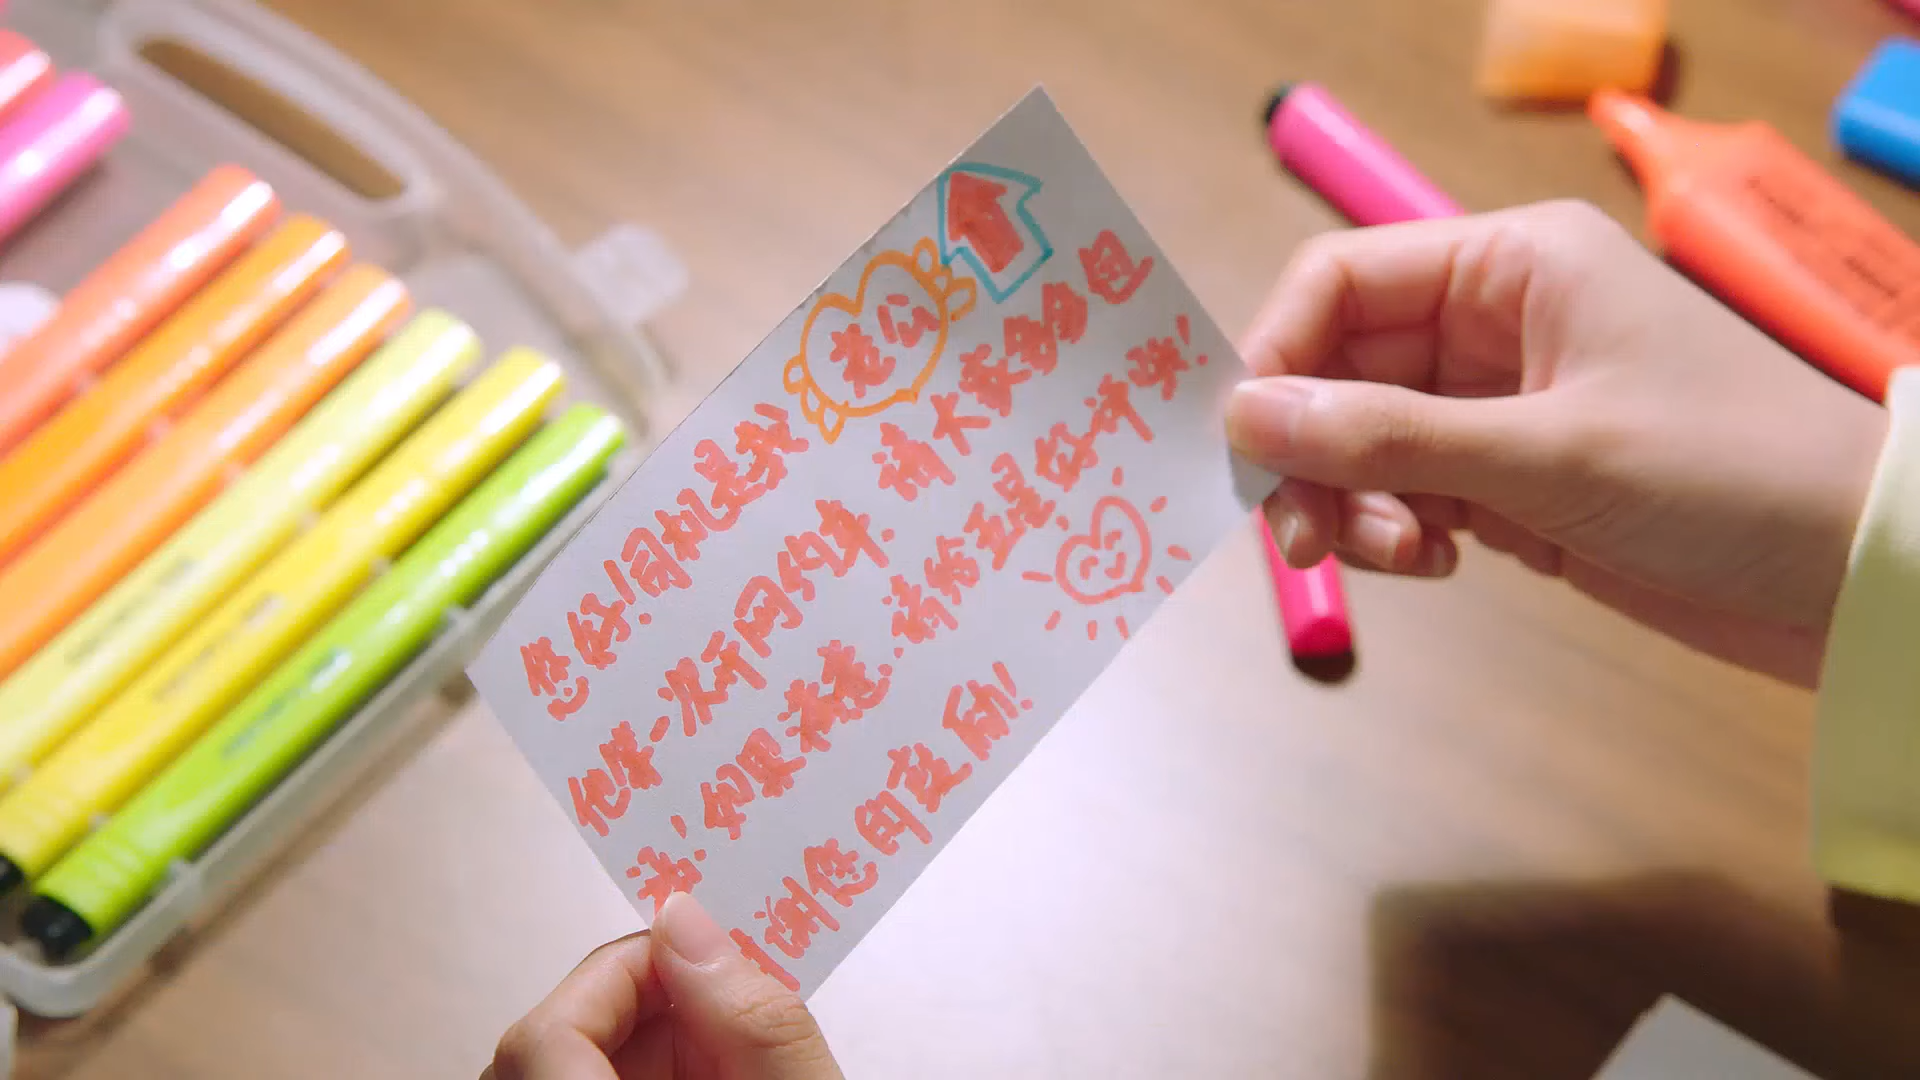 您好!司机是我老公
他第一次开网约车.请大家多多包
涵!如果满意.请给五星好评哦!
谢谢您的鼓励!